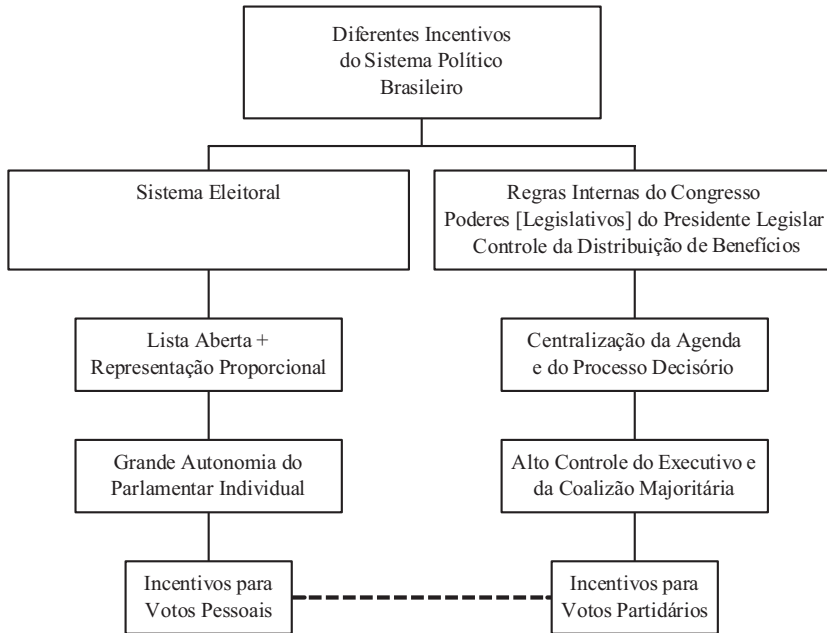 Diferentes Incentivos
do Sistema Político
Brasileiro
Sistema Eleitoral
Regras Internas do Congresso
Poderes [Legislativos] do Presidente Legislar
Controle da Distribuição de Benefícios
Lista Aberta +
Representação Proporcional
Centralização da Agenda
e do Processo Decisório
Grande Autonomia do
Parlamentar Individual
Alto Controle do Executivo e
da Coalizão Majoritária
Incentivos para
Votos Pessoais
Incentivos para
Votos Partidários